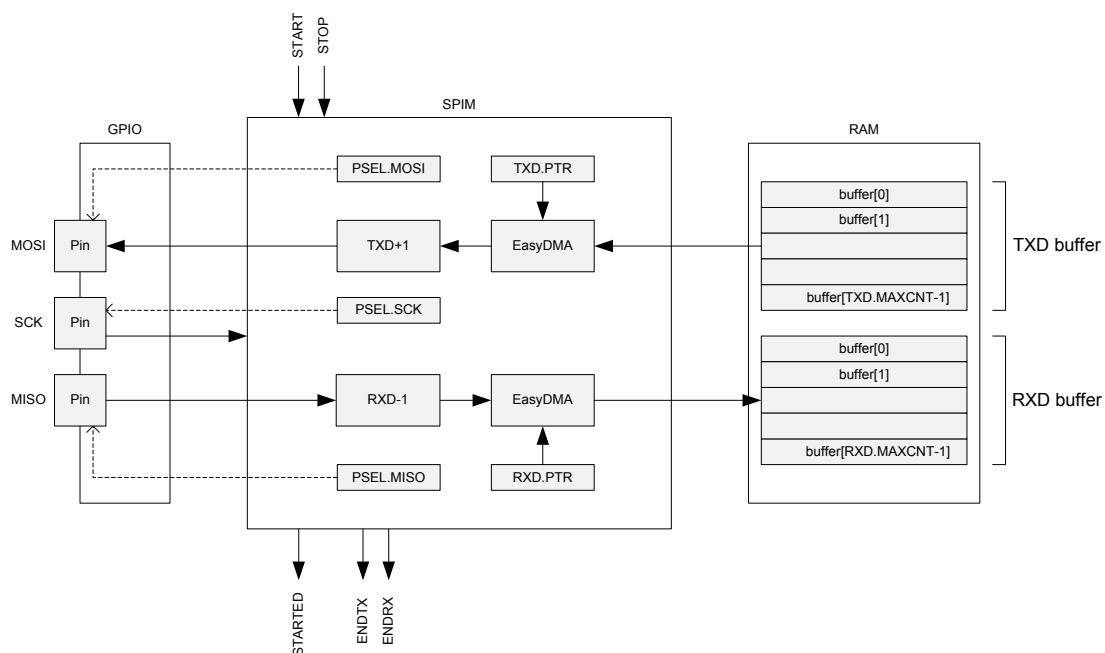 START
STOP
SPIM
GPIO
RAM
PSEL.MOSI
TXD.PTR
buffer[0]
buffer[1]
MOSI
Pin
TXD+1
EasyDMA
TXD buffer
buffer[TXD.MAXCNT-1]
PSEL.SCK
SCK
Pin
buffer[0]
buffer[1]
MISO
Pin
RXD-1
EasyDMA
RXD buffer
buffer[RXD.MAXCNT-1]
PSEL.MISO
RXD.PTR
STARTED
ENDTX
ENDRX